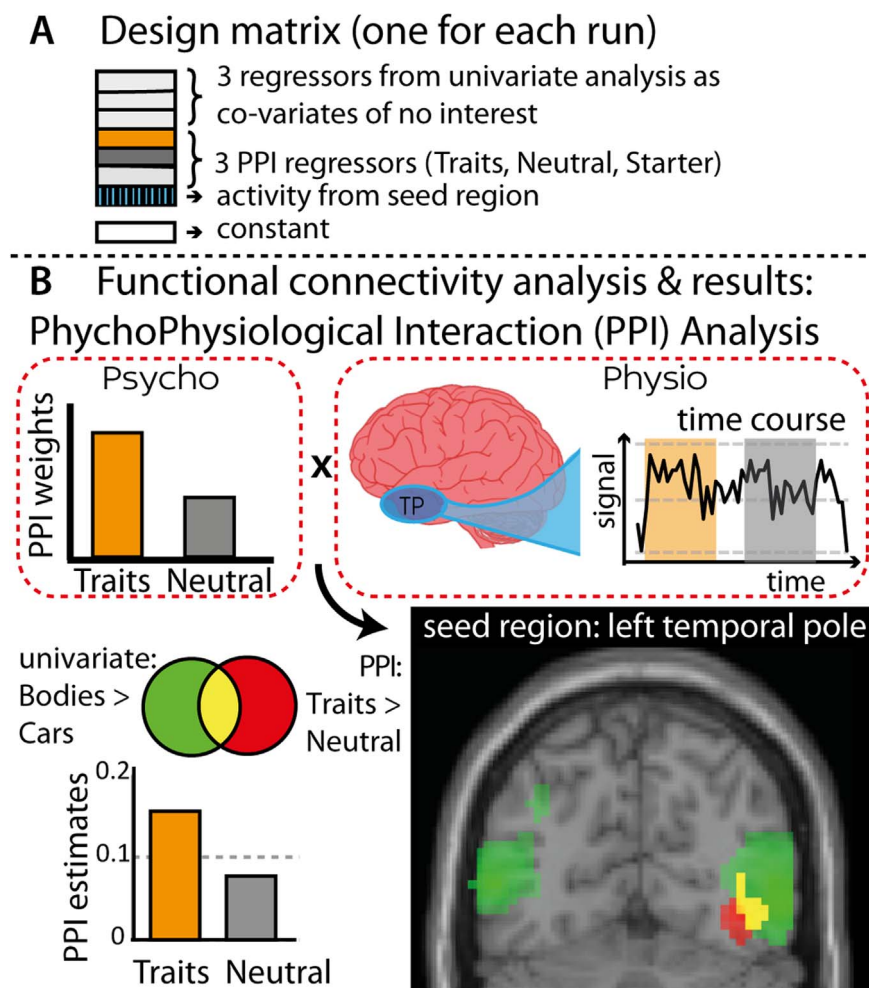 A Design matrix (one for each run)
3 regressors from univariate analysis as
co-variates of no interest
3 PPI regressors (Traits, Neutral, Starter)
activity from seed region
constant
B Functional connectivity analysis & results:
PhychoPhysiological Interaction (PPI) Analysis
Psycho
PPI weights
Traits Neutral
x
Physio
TP
time course
signal
time
seed region: left temporal pole
univariate:
Bodies >
Cars
PPI:
Traits >
Neutral
PPI estimates
0.2
0.1
0
Traits Neutral